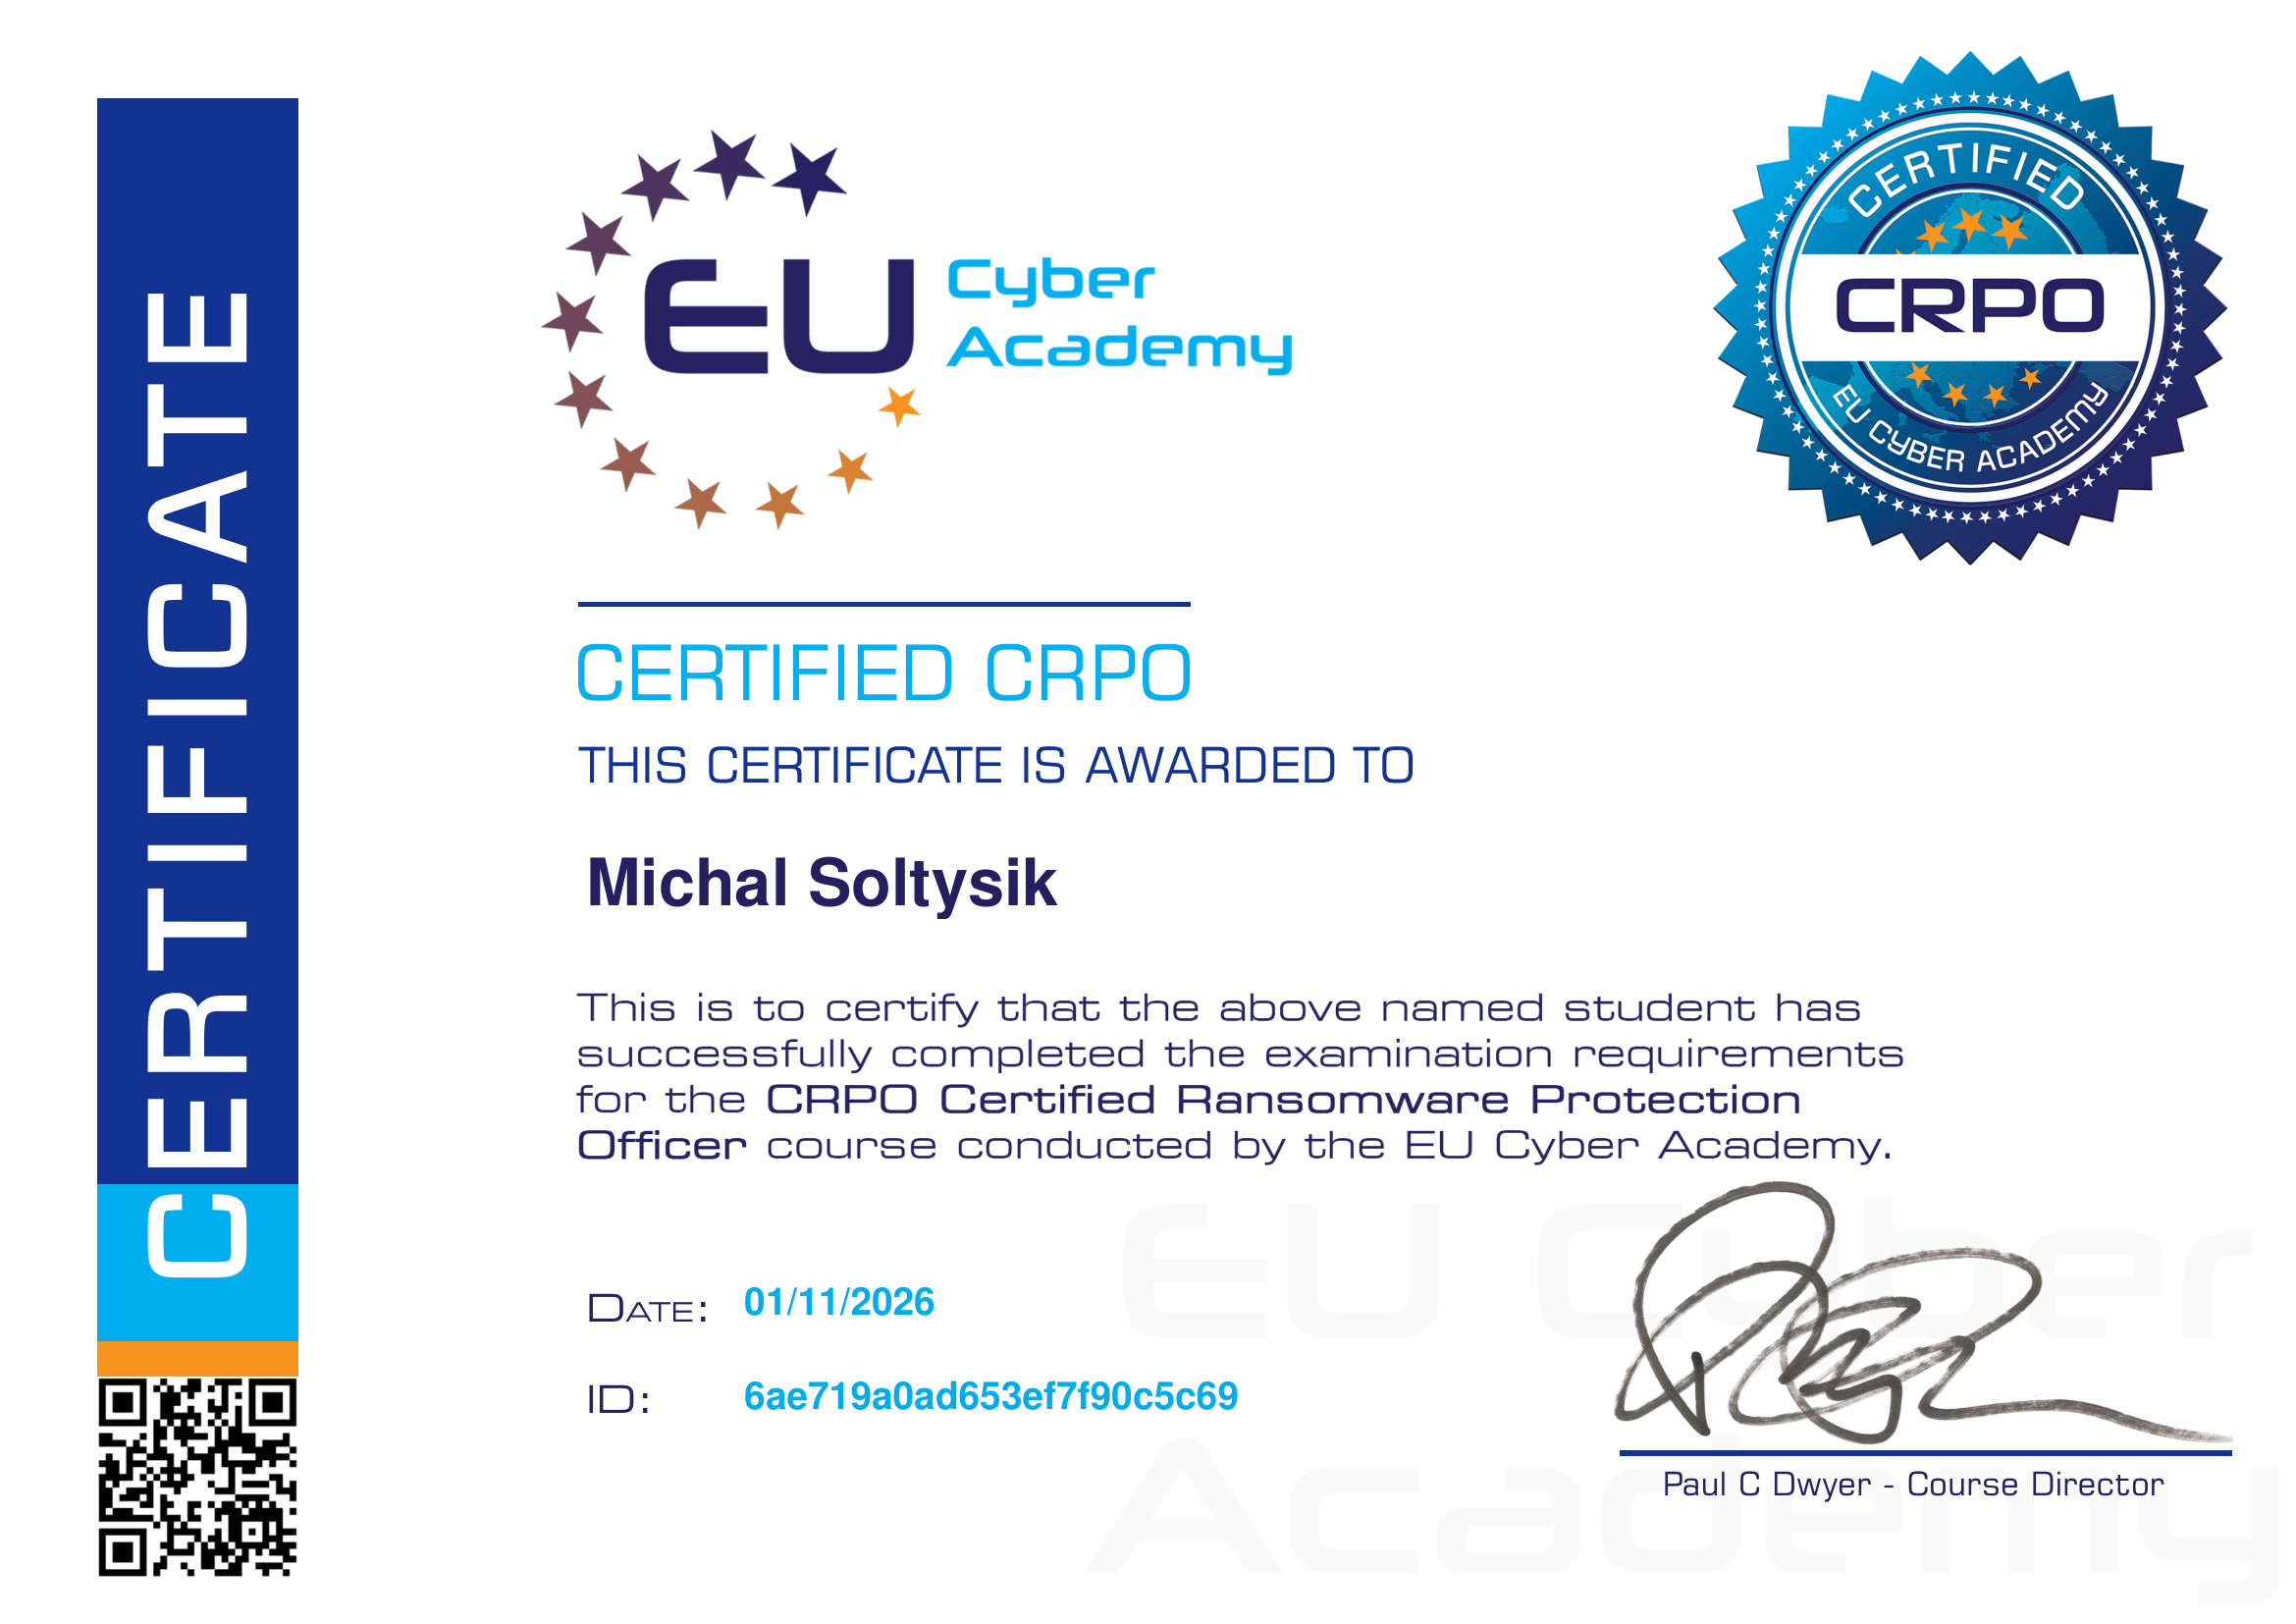 CERTIFICATE
EU Cyber
Academy
CERTIFIED
CRPO
EU CYBER ACADEMY
CERTIFIED CRPO
THIS CERTIFICATE IS AWARDED TO
Michal Soltysik
This is to certify that the above named student has
successfully completed the examination requirements
for the CRPO Certified Ransomware Protection
Officer course conducted by the EU Cyber Academy.
DATE: 01/11/2026
ID: 6ae719a0ad653ef7f90c5c69
EU Cyber
Academy
Paul C Dwyer - Course Director